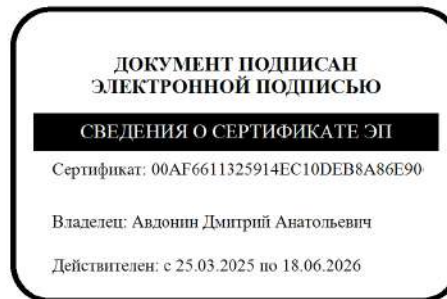 ДОКУМЕНТ ПОДПИСАН
ЭЛЕКТРОННОЙ ПОДПИСЬЮ
СВЕДЕНИЯ О СЕРТИФИКАТЕ ЭП
Сертификат: 00AF6611325914EC10DEB8A86E90
Владелец: Авдонин Дмитрий Анатольевич
Действителен: с 25.03.2025 по 18.06.2026